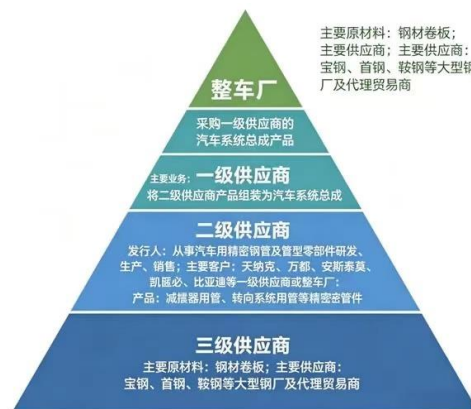 主要原材料：钢材卷板；
主要供应商；主要供应商：
宝钢、首钢、鞍钢等大型钢
厂及代理贸易商
整车厂
采购一级供应商的
汽车系统总成产品
主要业务：一级供应商
将二级供应商产品组装为汽车系统总成
二级供应商
发行人：从事汽车用精密钢管及管型零部件研发、
生产、销售；主要客户：天纳克、万都、安斯泰莫、
凯迩必、比亚迪等一级供应商或整车厂：
产品：减振器用管、转向系统用管等精密密管件
三级供应商
主要原材料：钢材卷板；主要供应商：
宝钢、首钢、鞍钢等大型钢厂及代理贸易商